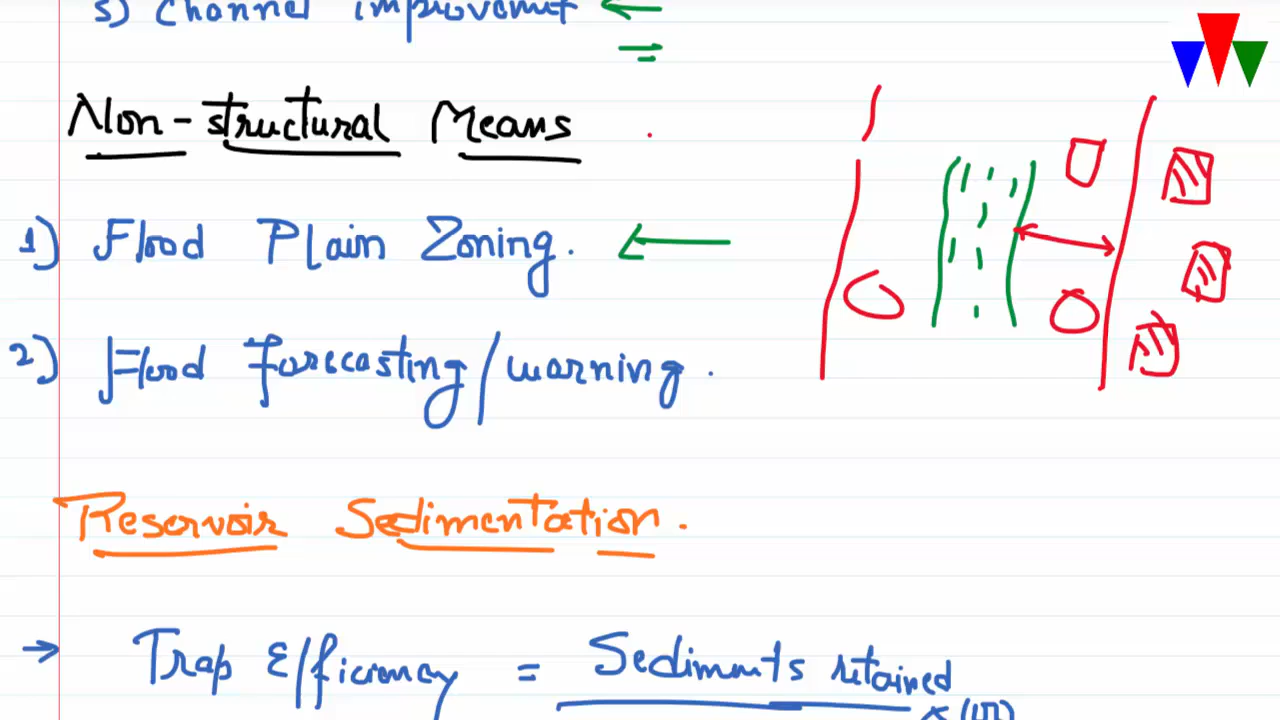 5) Channel improvement
Non-structural Means
1) Flood Plain Zoning.
2) Flood forecasting/warning.
Reservoir Sedimentation.
→ Trap Efficiency = Sediments retained